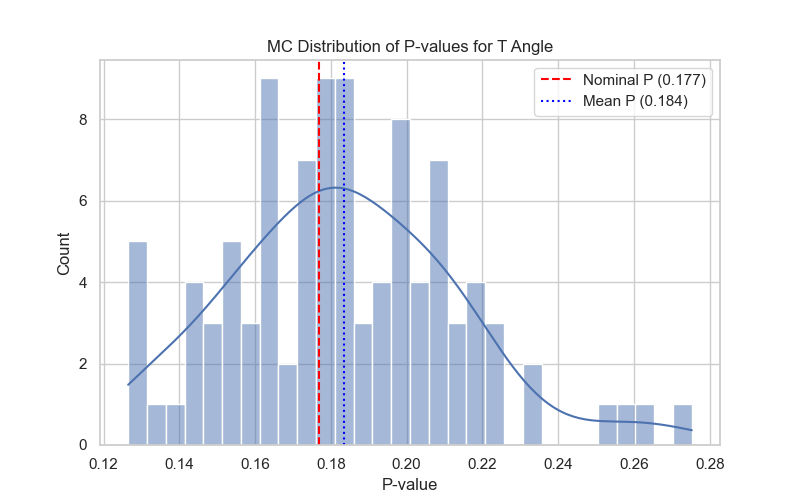 MC Distribution of P-values for T Angle
Nominal P (0.177)
Mean P (0.184)
8
6
4
2
0
Count
0.12 0.14 0.16 0.18 0.20 0.22 0.24 0.26 0.28
P-value